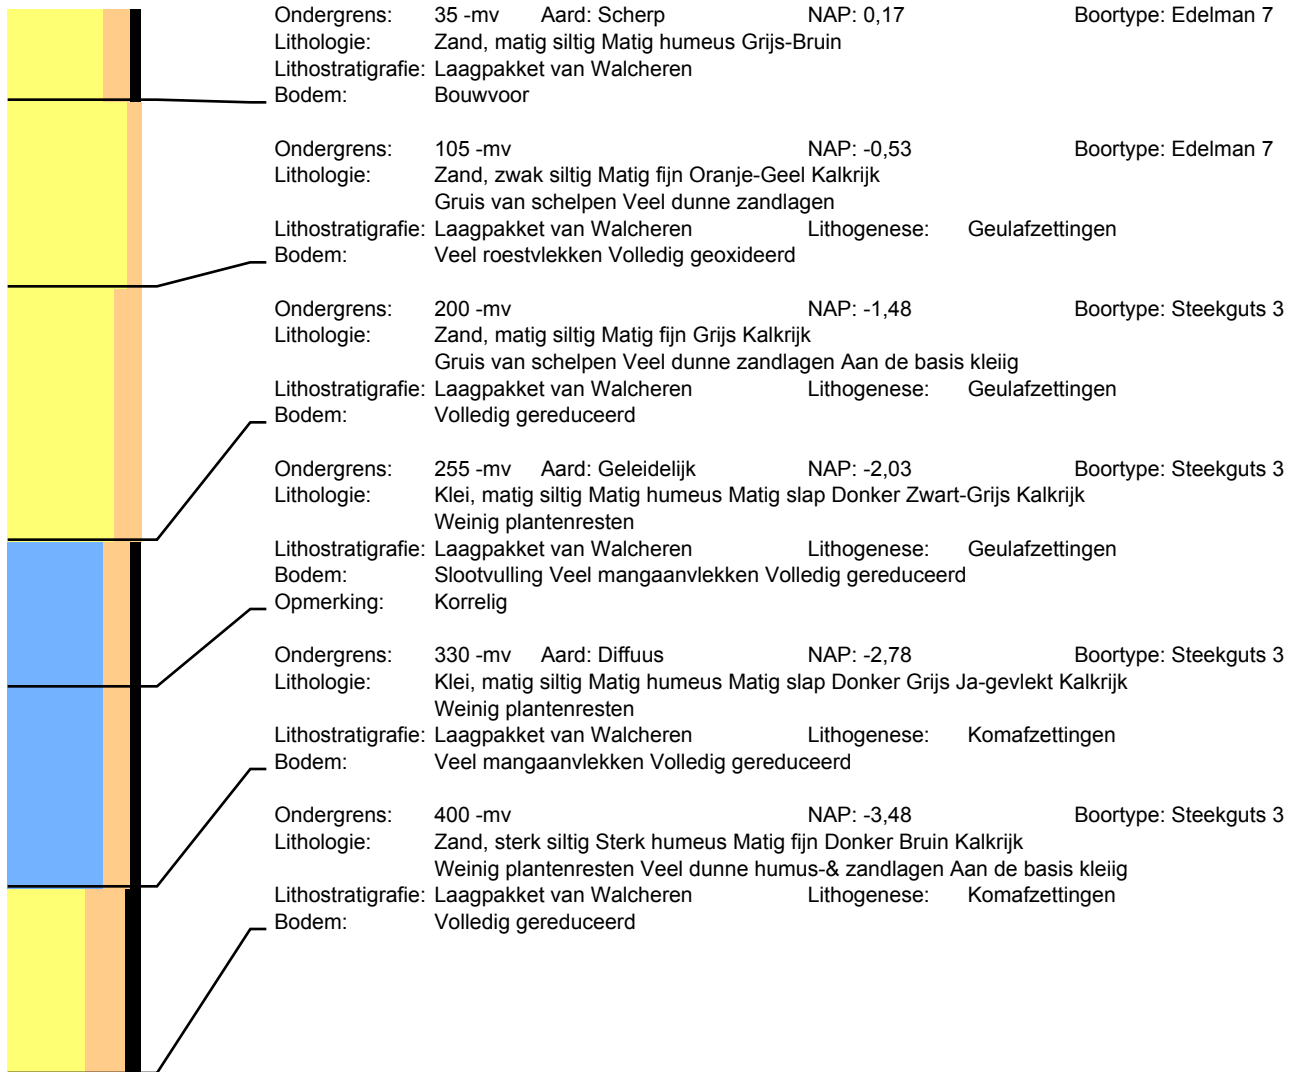 Ondergrens: 35 -mv Aard: Scherp NAP: 0,17 Boortype: Edelman 7
Lithologie: Zand, matig siltig Matig humeus Grijs-Bruin
Lithostratigrafie: Laagpakket van Walcheren
Bodem: Bouwvoor
Ondergrens: 105 -mv NAP: -0,53 Boortype: Edelman 7
Lithologie: Zand, zwak siltig Matig fijn Oranje-Geel Kalkrijk
Gruis van schelpen Veel dunne zandlagen
Lithostratigrafie: Laagpakket van Walcheren Lithogenese: Geulafzettingen
Bodem: Veel roestvlekken Volledig geoxideerd
Ondergrens: 200 -mv NAP: -1,48 Boortype: Steekguts 3
Lithologie: Zand, matig siltig Matig fijn Grijs Kalkrijk
Gruis van schelpen Veel dunne zandlagen Aan de basis kleiig
Lithostratigrafie: Laagpakket van Walcheren Lithogenese: Geulafzettingen
Bodem: Volledig gereduceerd
Ondergrens: 255 -mv Aard: Geleidelijk NAP: -2,03 Boortype: Steekguts 3
Lithologie: Klei, matig siltig Matig humeus Matig slap Donker Zwart-Grijs Kalkrijk
Weinig plantenresten
Lithostratigrafie: Laagpakket van Walcheren Lithogenese: Geulafzettingen
Bodem: Slootvulling Veel mangaanvlekken Volledig gereduceerd
Opmerking: Korrelig
Ondergrens: 330 -mv Aard: Diffuus NAP: -2,78 Boortype: Steekguts 3
Lithologie: Klei, matig siltig Matig humeus Matig slap Donker Grijs Ja-gevlekt Kalkrijk
Weinig plantenresten
Lithostratigrafie: Laagpakket van Walcheren Lithogenese: Komafzettingen
Bodem: Veel mangaanvlekken Volledig gereduceerd
Ondergrens: 400 -mv NAP: -3,48 Boortype: Steekguts 3
Lithologie: Zand, sterk siltig Sterk humeus Matig fijn Donker Bruin Kalkrijk
Weinig plantenresten Veel dunne humus-& zandlagen Aan de basis kleiig
Lithostratigrafie: Laagpakket van Walcheren Lithogenese: Komafzettingen
Bodem: Volledig gereduceerd